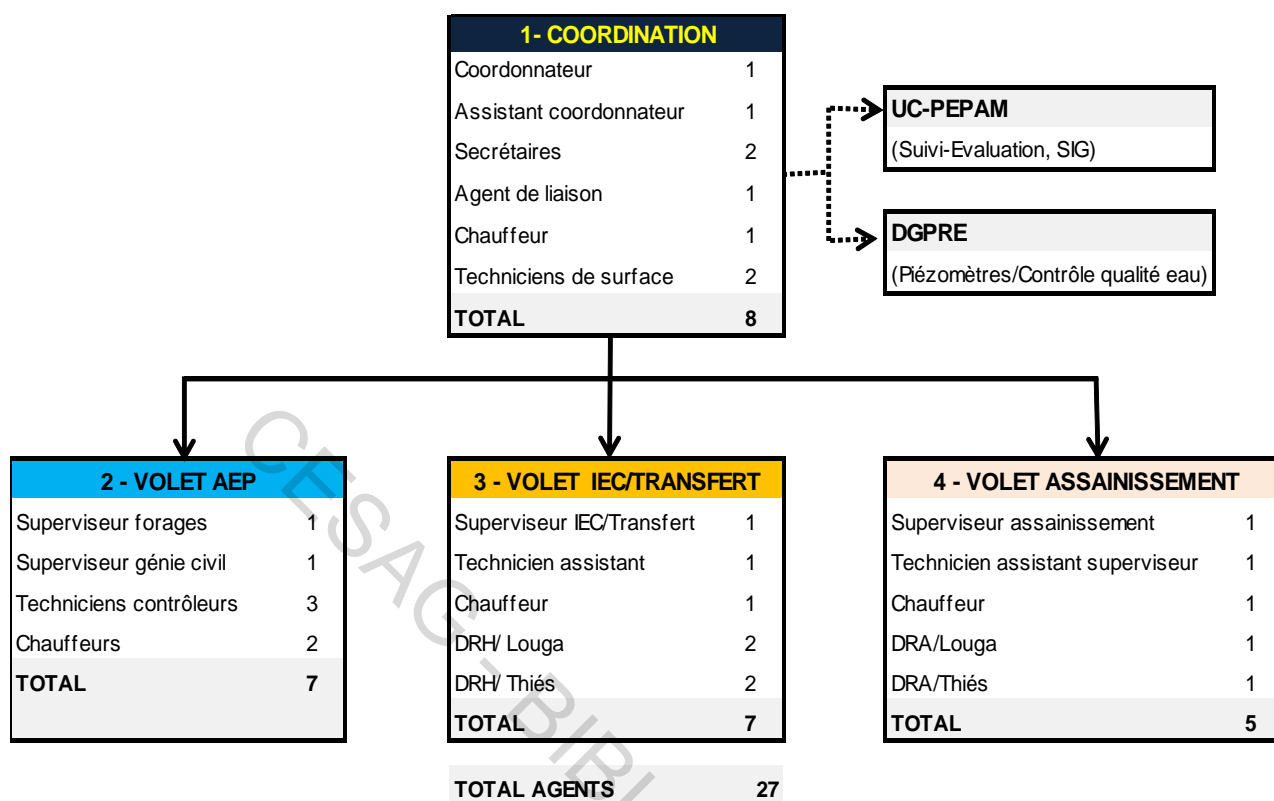 1- COORDINATION
Coordonnateur 1
Assistant coordonnateur 1
Secrétaires 2
Agent de liaison 1
Chauffeur 1
Techniciens de surface 2
TOTAL 8
UC-PEPAM
(Suivi-Evaluation, SIG)
DGPRE
(Piézomètres/Contrôle qualité eau)
2 - VOLET AEP
Superviseur forages 1
Superviseur génie civil 1
Techniciens contrôleurs 3
Chauffeurs 2
TOTAL 7
3 - VOLET IEC/TRANSFERT
Superviseur IEC/Transfert 1
Technicien assistant 1
Chauffeur 1
DRH/ Louga 2
DRH/ Thiés 2
TOTAL 7
4 - VOLET ASSAINISSEMENT
Superviseur assainissement 1
Technicien assistant superviseur 1
Chauffeur 1
DRA/Louga 1
DRA/Thiés 1
TOTAL 5
TOTAL AGENTS 27
CESAG - BIBL